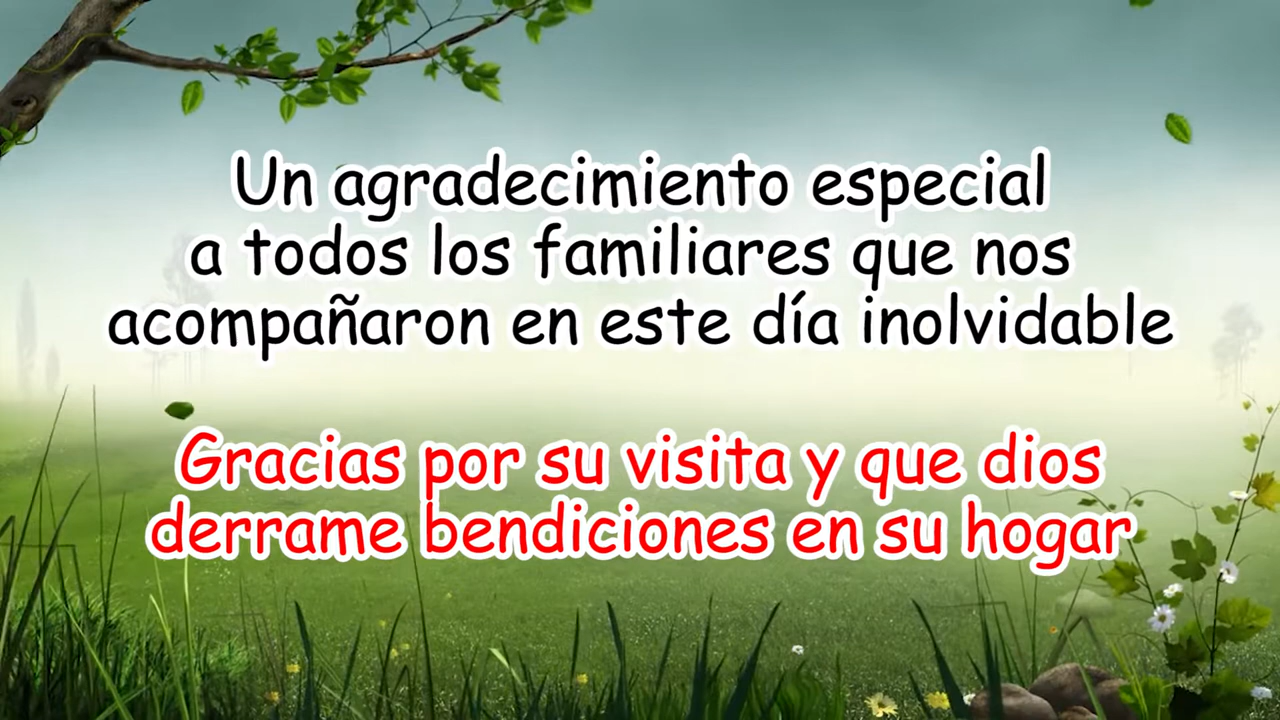 Un agradecimiento especial
a todos los familiares que nos
acompañaron en este día inolvidable
Gracias por su visita y que dios
derrame bendiciones en su hogar